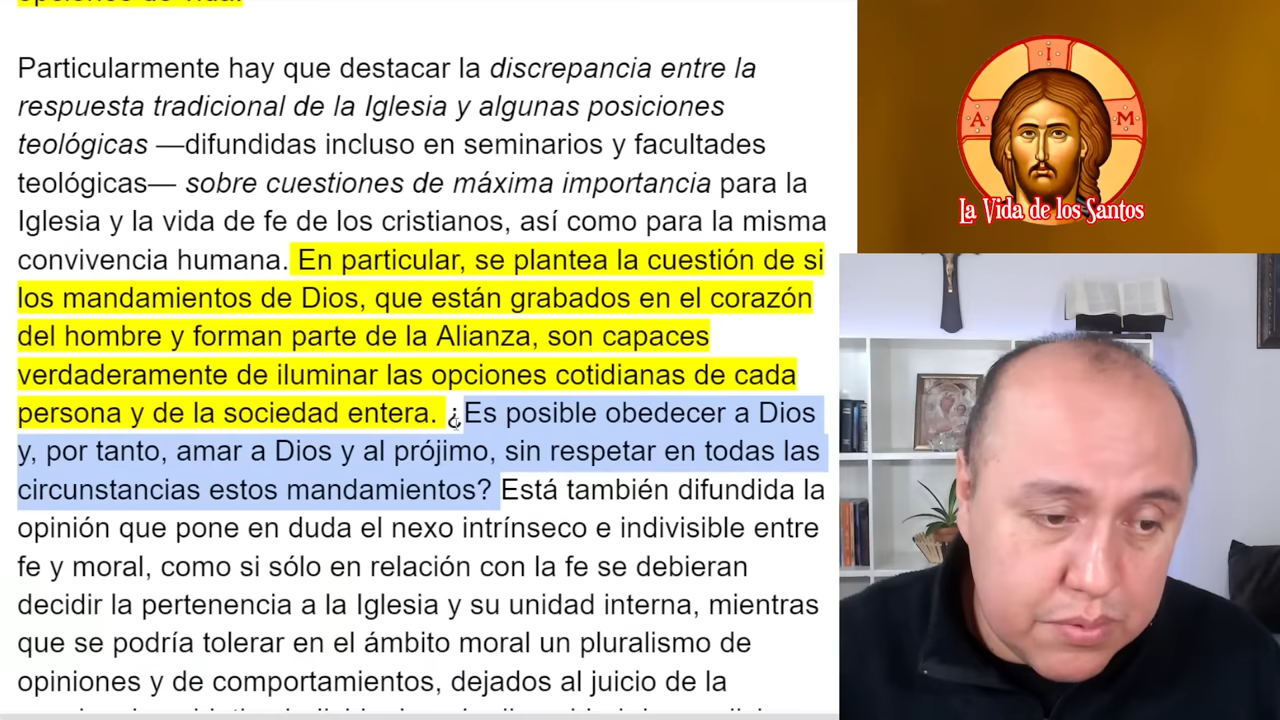 opciones de vida.
Particularmente hay que destacar la discrepancia entre la
respuesta tradicional de la Iglesia y algunas posiciones
teológicas —difundidas incluso en seminarios y facultades
teológicas— sobre cuestiones de máxima importancia para la
Iglesia y la vida de fe de los cristianos, así como para la misma
convivencia humana. En particular, se plantea la cuestión de si
los mandamientos de Dios, que están grabados en el corazón
del hombre y forman parte de la Alianza, son capaces
verdaderamente de iluminar las opciones cotidianas de cada
persona y de la sociedad entera. ¿Es posible obedecer a Dios
y, por tanto, amar a Dios y al prójimo, sin respetar en todas las
circunstancias estos mandamientos? Está también difundida la
opinión que pone en duda el nexo intrínseco e indivisible entre
fe y moral, como si sólo en relación con la fe se debieran
decidir la pertenencia a la Iglesia y su unidad interna, mientras
que se podría tolerar en el ámbito moral un pluralismo de
opiniones y de comportamientos, dejados al juicio de la
I
A
M
La Vida de los Santos